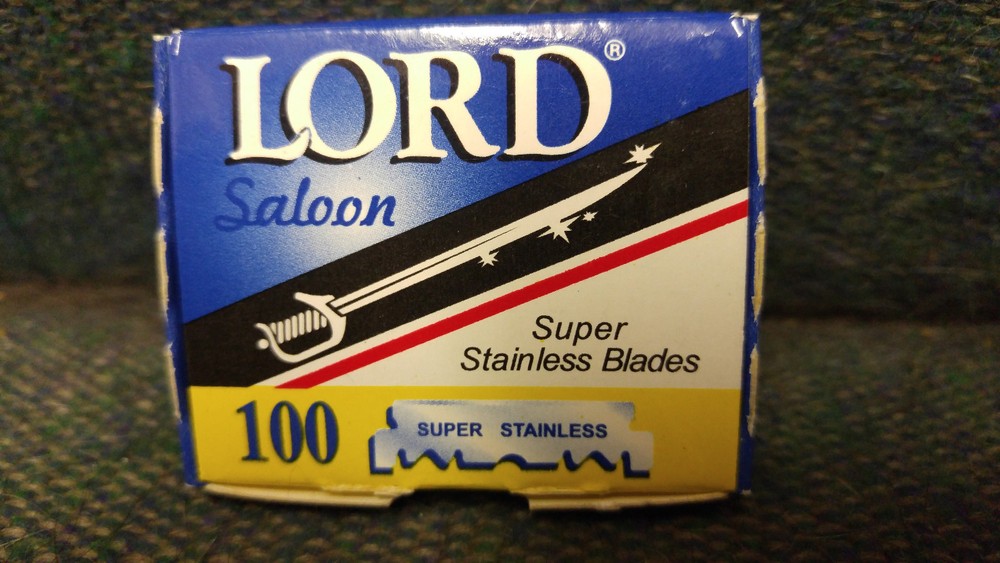 LORD®
Saloon
Super
Stainless Blades
100
SUPER STAINLESS